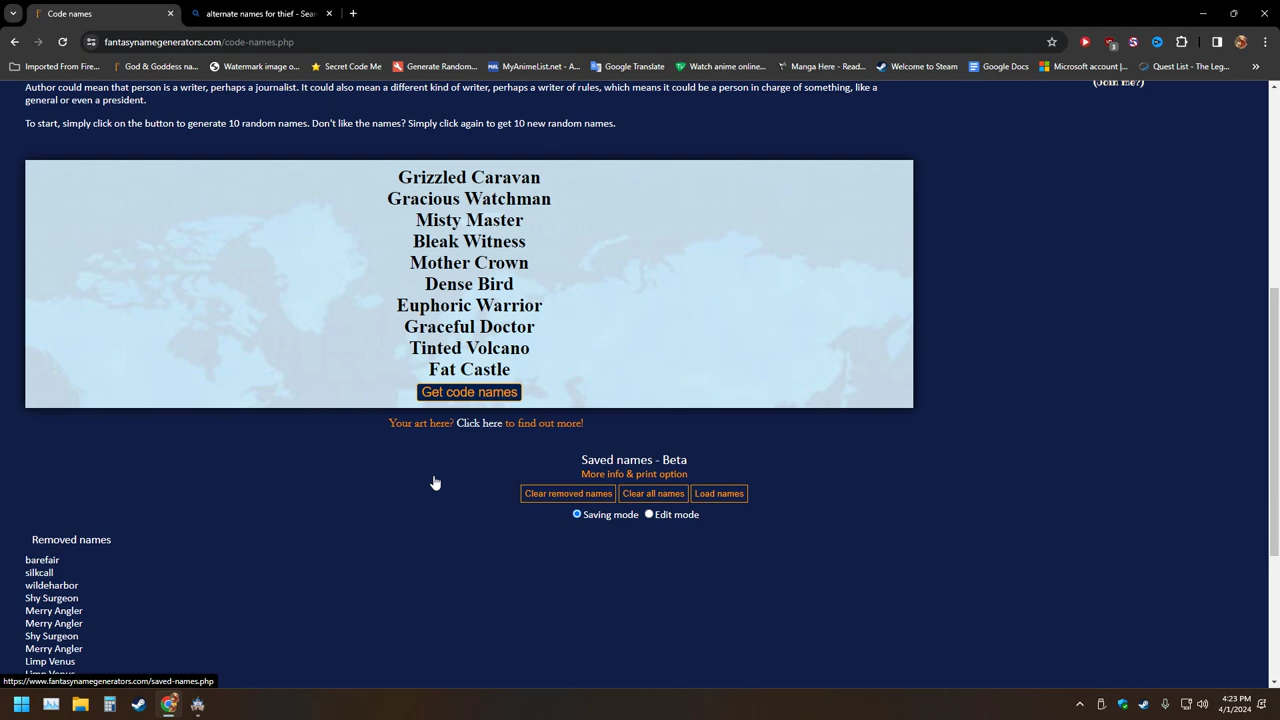 Code names
alternate names for thief - Sea
fantasynamegenerators.com/code-names.php
Imported From Fire...
God & Goddess na...
Watermark image o...
Secret Code Me
Generate Random...
MyAnimeList.net - A...
Google Translate
Watch anime online...
Manga Here - Read...
Welcome to Steam
Google Docs
Microsoft account |...
Quest List - The Leg...
Author could mean that person is a writer, perhaps a journalist. It could also mean a different kind of writer, perhaps a writer of rules, which means it could be a person in charge of something, like a
general or even a president.
(Join me?)
To start, simply click on the button to generate 10 random names. Don't like the names? Simply click again to get 10 new random names.
Grizzled Caravan
Gracious Watchman
Misty Master
Bleak Witness
Mother Crown
Dense Bird
Euphoric Warrior
Graceful Doctor
Tinted Volcano
Fat Castle
Get code names
Your art here? Click here to find out more!
Saved names - Beta
More info & print option
Clear removed names Clear all names Load names
Saving mode Edit mode
Removed names
barefair
silkcall
wildeharbor
Shy Surgeon
Merry Angler
Merry Angler
Shy Surgeon
Merry Angler
Limp Venus
https://www.fantasynamegenerators.com/saved-names.php
4:23 PM
4/1/2024